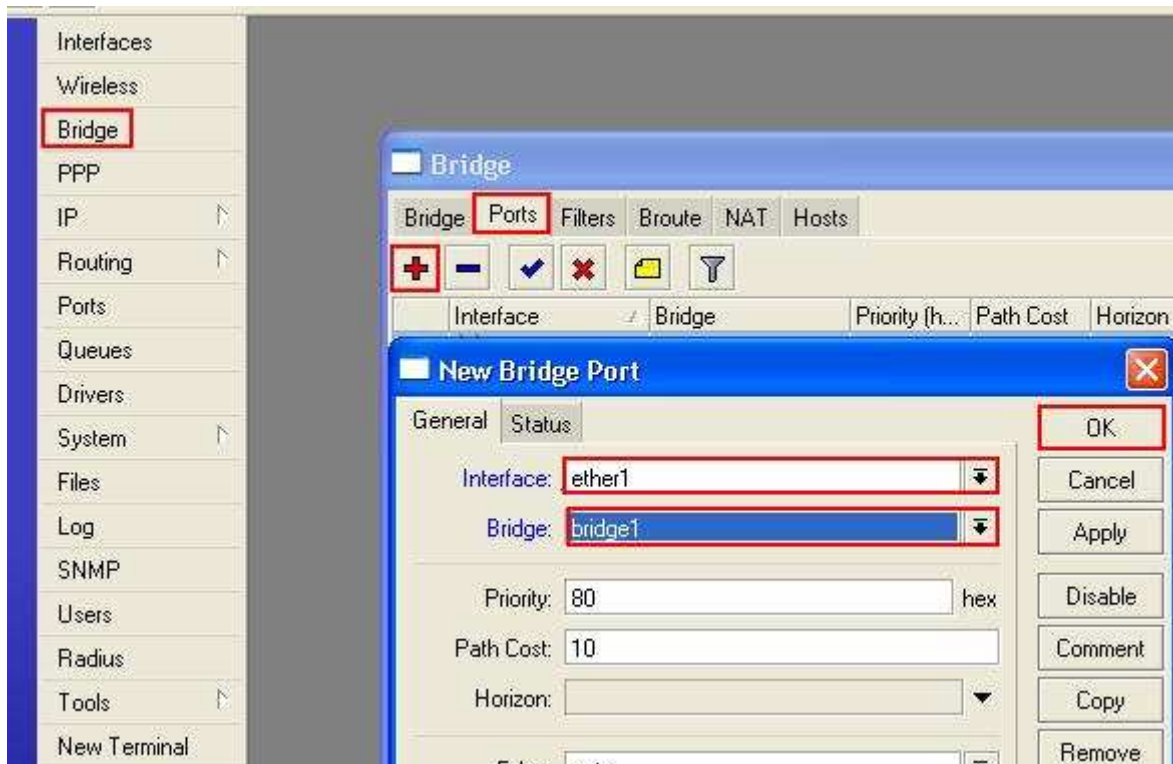 Interfaces
Wireless
Bridge
PPP
IP
Routing
Ports
Queues
Drivers
System
Files
Log
SNMP
Users
Radius
Tools
New Terminal
Bridge
Bridge Ports Filters Broute NAT Hosts
Interface Bridge Priority (h... Path Cost Horizon
New Bridge Port
General Status
Interface: ether1
Bridge: bridge1
Priority: 80 hex
Path Cost: 10
Horizon:
OK
Cancel
Apply
Disable
Comment
Copy
Remove